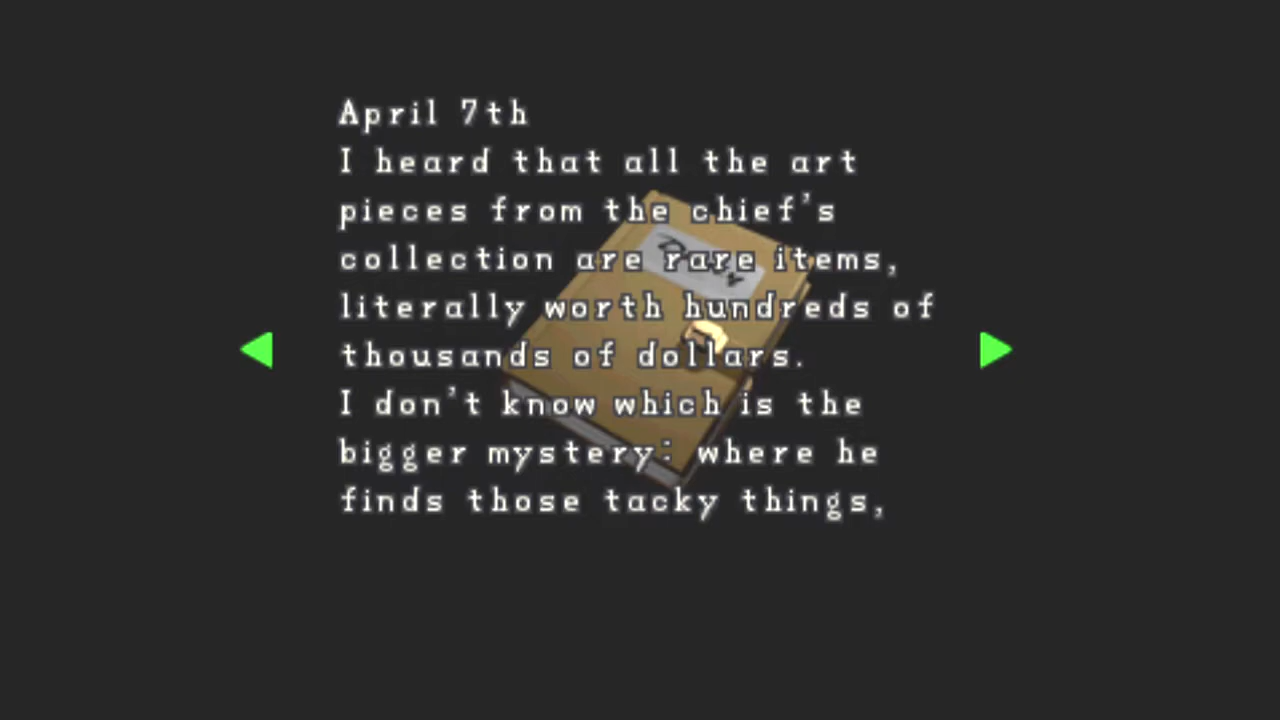 April 7th
I heard that all the art
pieces from the chief's
collection are rare items,
literally worth hundreds of
thousands of dollars.
I don't know which is the
bigger mystery: where he
finds those tacky things,
Diary